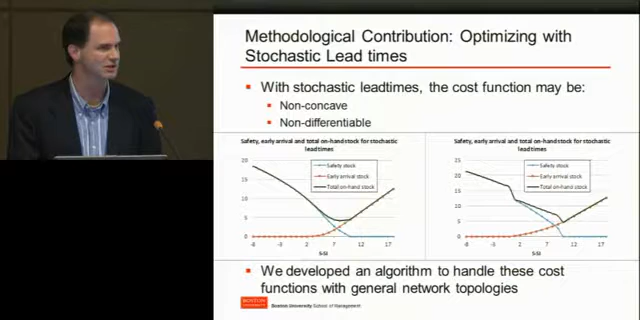 Methodological Contribution: Optimizing with
Stochastic Lead times
With stochastic leadtimes, the cost function may be:
Non-concave
Non-differentiable
Safety, early arrival and total on-hand stock for stochastic
leadtimes
20
15
10
5
0
-8
-3
2
7
12
17
S-SI
Safety stock
Early arrival stock
Total on-hand stock
Safety, early arrival and total on-hand stock for stochastic
leadtimes
25
20
15
10
5
0
-8
-3
2
7
12
17
S-SI
Safety stock
Early arrival stock
Total on-hand stock
We developed an algorithm to handle these cost
functions with general network topologies
BOSTON
Boston University School of Management